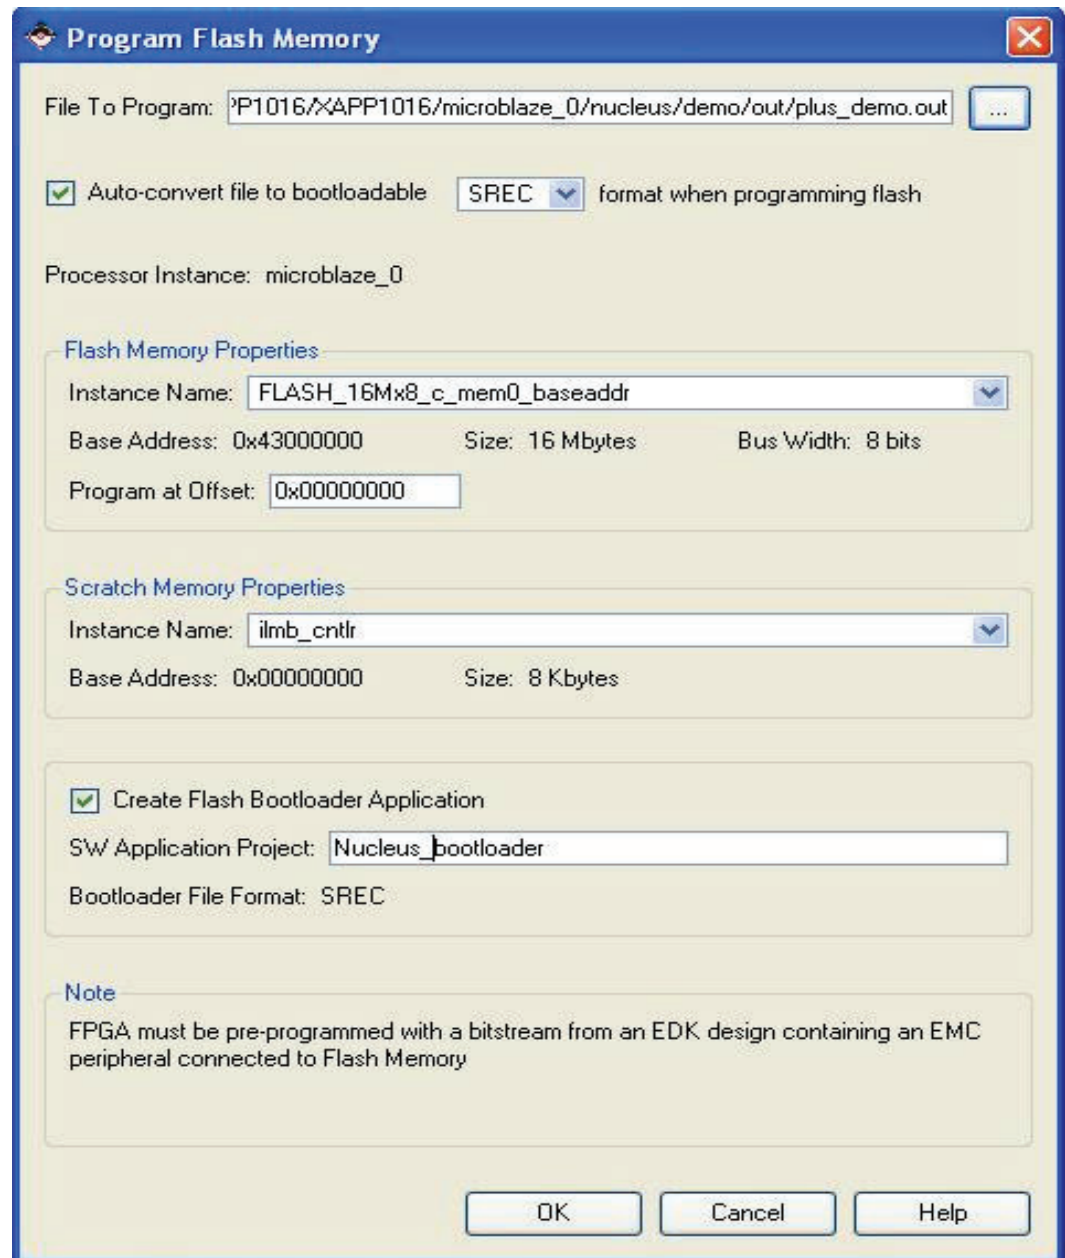 Program Flash Memory
File To Program: P1016/XAPP1016/microblaze_0/nucleus/demo/out/plus_demo.out ...
Auto-convert file to bootloadable SREC format when programming flash
Processor Instance: microblaze_0
Flash Memory Properties
Instance Name: FLASH_16Mx8_c_mem0_baseaddr
Base Address: 0x43000000 Size: 16 Mbytes Bus Width: 8 bits
Program at Offset: 0x00000000
Scratch Memory Properties
Instance Name: ilmb_cntlr
Base Address: 0x00000000 Size: 8 Kbytes
Create Flash Bootloader Application
SW Application Project: Nucleus_bootloader
Bootloader File Format: SREC
Note
FPGA must be pre-programmed with a bitstream from an EDK design containing an EMC
peripheral connected to Flash Memory
OK Cancel Help